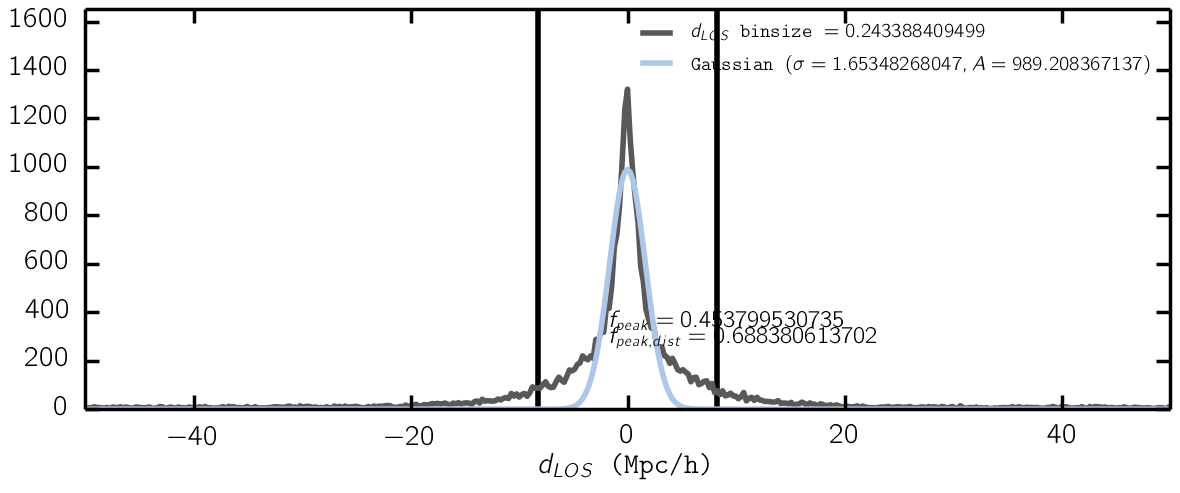 1600
1400
1200
1000
800
600
400
200
0
d_LOS binsize = 0.243388409499
Gaussian (σ = 1.65348268047, A = 989.208367137)
f_peak = 0.453799530735
f_peak,dist = 0.688380613702
−40 −20 0 20 40
d_LOS (Mpc/h)